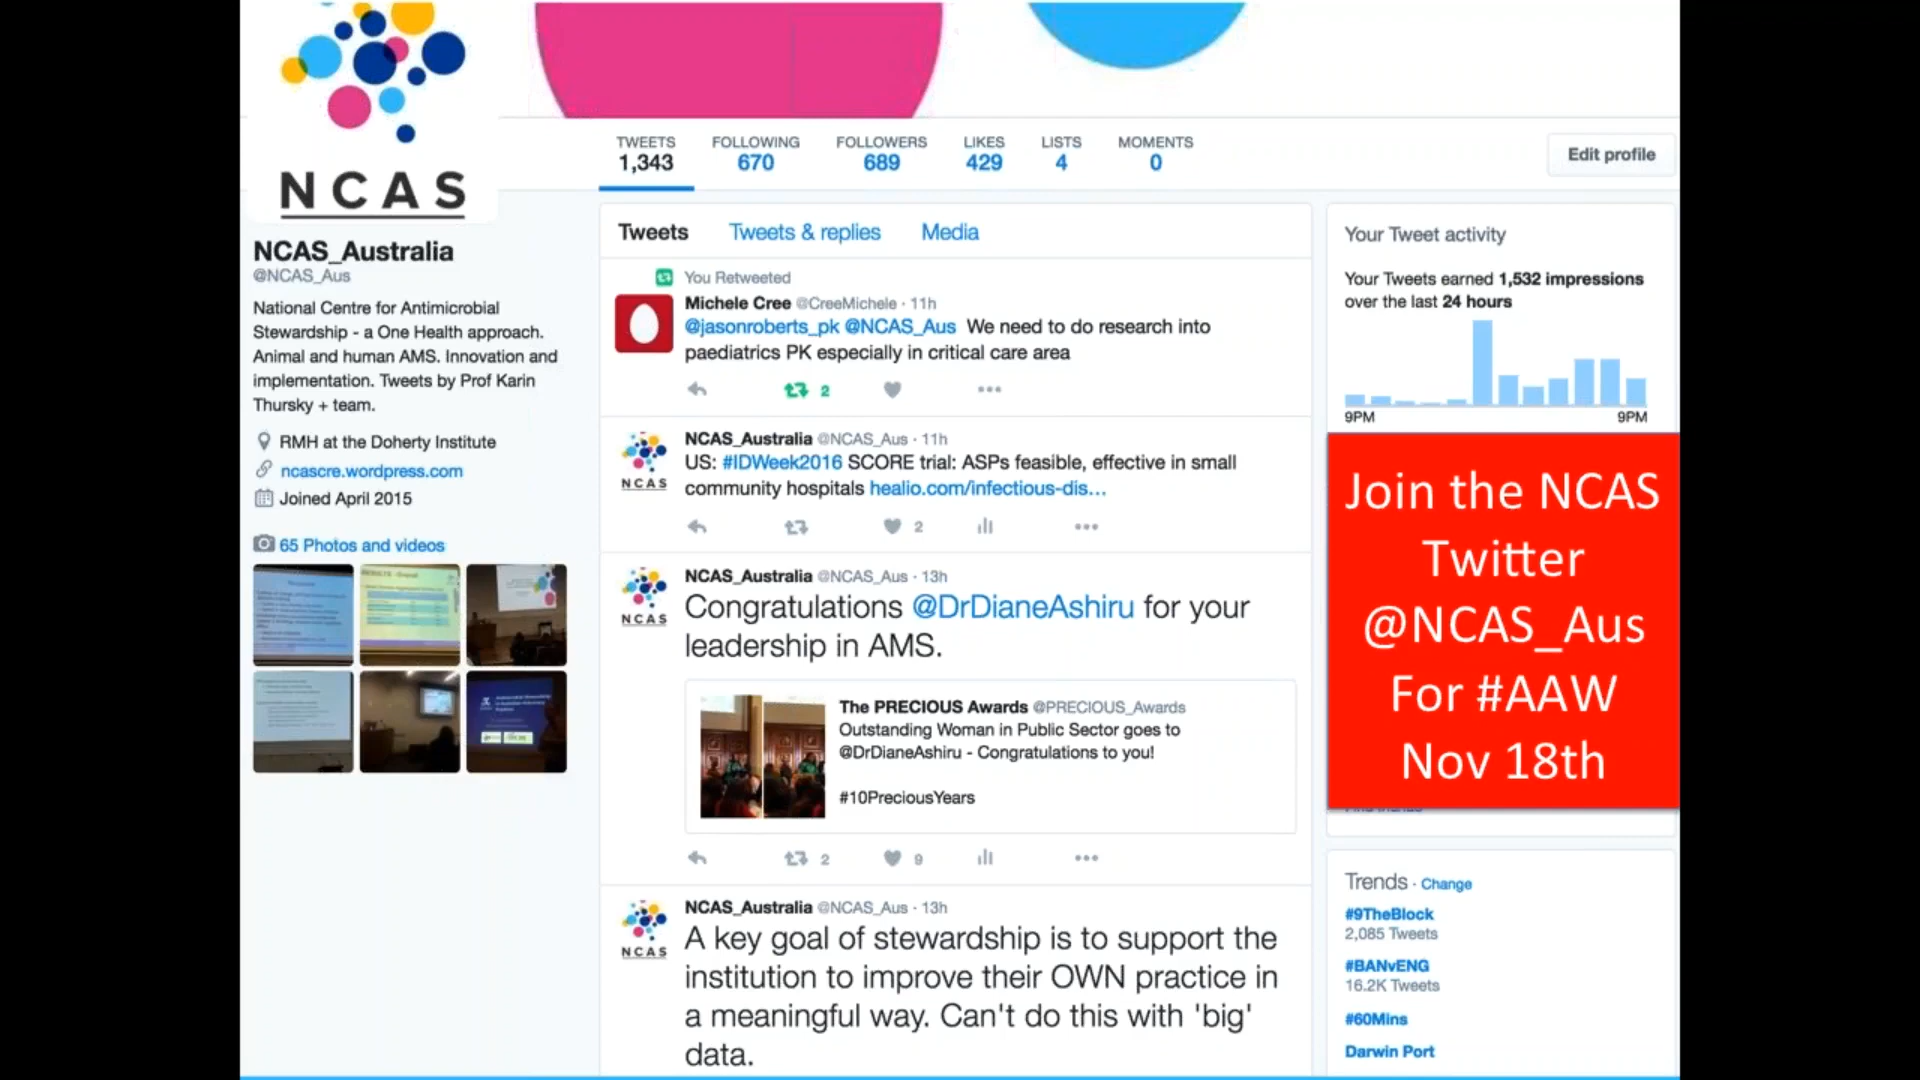 NCAS
NCAS_Australia
@NCAS_Aus
National Centre for Antimicrobial
Stewardship - a One Health approach.
Animal and human AMS. Innovation and
implementation. Tweets by Prof Karin
Thursky + team.
RMH at the Doherty Institute
ncascre.wordpress.com
Joined April 2015
65 Photos and videos
TWEETS FOLLOWING FOLLOWERS LIKES LISTS MOMENTS
1,343 670 689 429 4 0
Edit profile
Tweets Tweets & replies Media
You Retweeted
Michele Cree @CreeMichele · 11h
@jasonroberts_pk @NCAS_Aus We need to do research into
paediatrics PK especially in critical care area
2
NCAS
NCAS_Australia @NCAS_Aus · 11h
US: #IDWeek2016 SCORE trial: ASPs feasible, effective in small
community hospitals healio.com/infectious-dis...
2
NCAS
NCAS_Australia @NCAS_Aus · 13h
Congratulations @DrDianeAshiru for your
leadership in AMS.
The PRECIOUS Awards @PRECIOUS_Awards
Outstanding Woman in Public Sector goes to
@DrDianeAshiru - Congratulations to you!
#10PreciousYears
2 9
NCAS
NCAS_Australia @NCAS_Aus · 13h
A key goal of stewardship is to support the
institution to improve their OWN practice in
a meaningful way. Can't do this with 'big'
data.
Your Tweet activity
Your Tweets earned 1,532 impressions
over the last 24 hours
9PM 9PM
Join the NCAS
Twitter
@NCAS_Aus
For #AAW
Nov 18th
Trends · Change
#9TheBlock
2,085 Tweets
#BANvENG
16.2K Tweets
#60Mins
Darwin Port